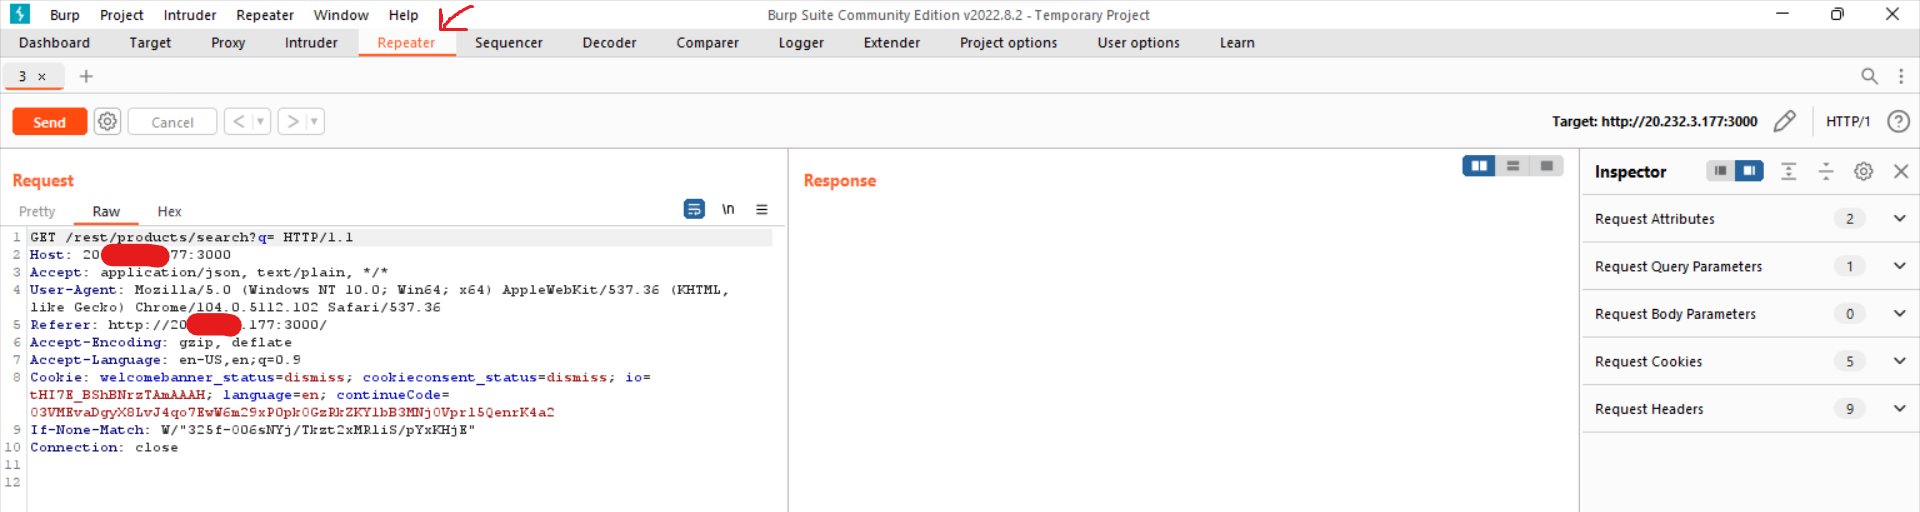 Burp Project Intruder Repeater Window Help
Burp Suite Community Edition v2022.8.2 - Temporary Project
Dashboard Target Proxy Intruder Repeater Sequencer Decoder Comparer Logger Extender Project options User options Learn
3 × +
Send Cancel < >
Target: http://20.232.3.177:3000 HTTP/1 ?
Request
Pretty Raw Hex \n
1 GET /rest/products/search?q= HTTP/1.1
2 Host: 20 77:3000
3 Accept: application/json, text/plain, */*
4 User-Agent: Mozilla/5.0 (Windows NT 10.0; Win64; x64) AppleWebKit/537.36 (KHTML,
like Gecko) Chrome/104.0.5112.102 Safari/537.36
5 Referer: http://20 .177:3000/
6 Accept-Encoding: gzip, deflate
7 Accept-Language: en-US,en;q=0.9
8 Cookie: welcomebanner_status=dismiss; cookieconsent_status=dismiss; io=
tHI7E_BShBNrzTAmAAAH; language=en; continueCode=
9 If-None-Match:
10 Connection: close
11
12
Response
Inspector
Request Attributes 2
Request Query Parameters 1
Request Body Parameters 0
Request Cookies 5
Request Headers 9